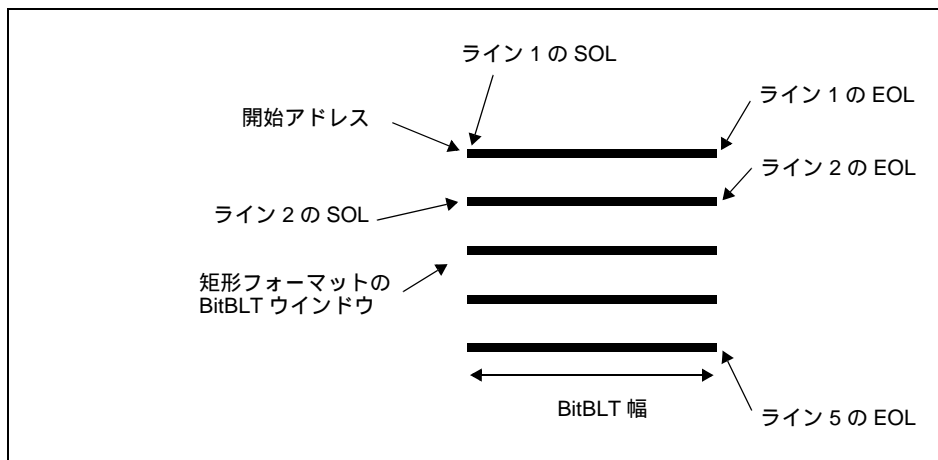 ライン 1 の SOL
ライン 1 の EOL
開始アドレス
ライン 2 の EOL
ライン 2 の SOL
矩形フォーマットの
BitBLT ウインドウ
BitBLT 幅
ライン 5 の EOL